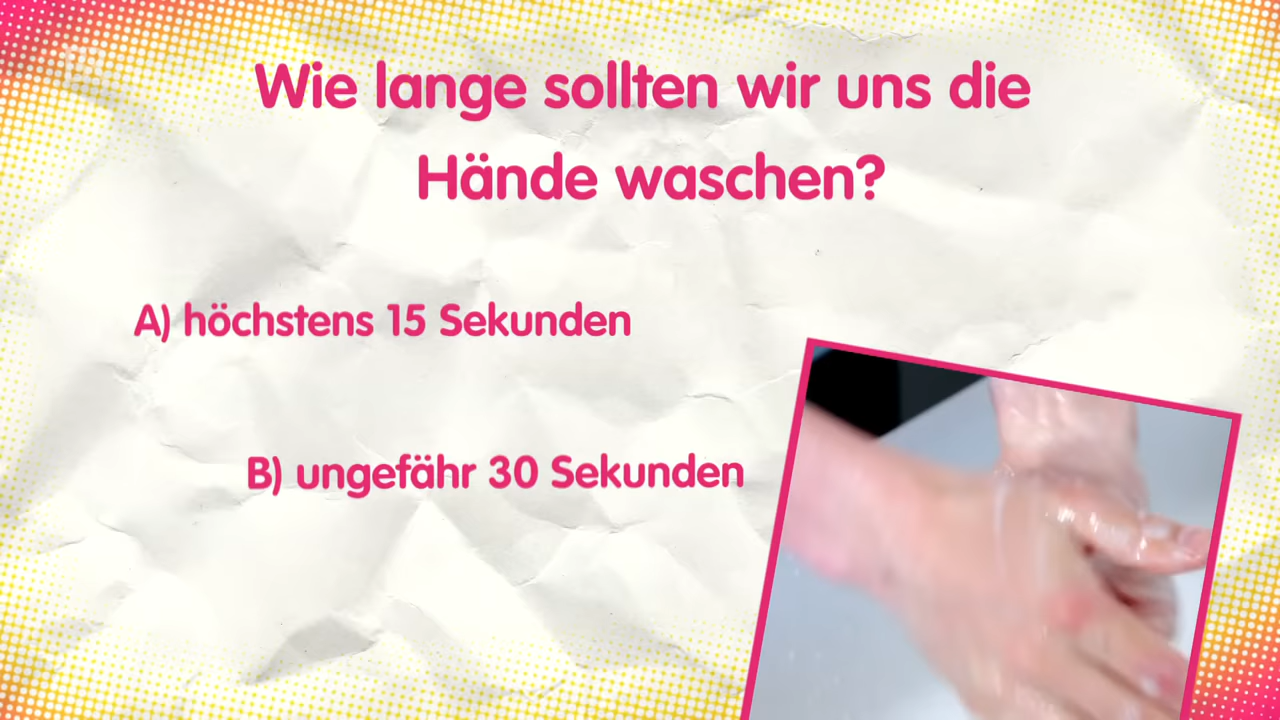 Wie lange sollten wir uns die
Hände waschen?
A) höchstens 15 Sekunden
B) ungefähr 30 Sekunden